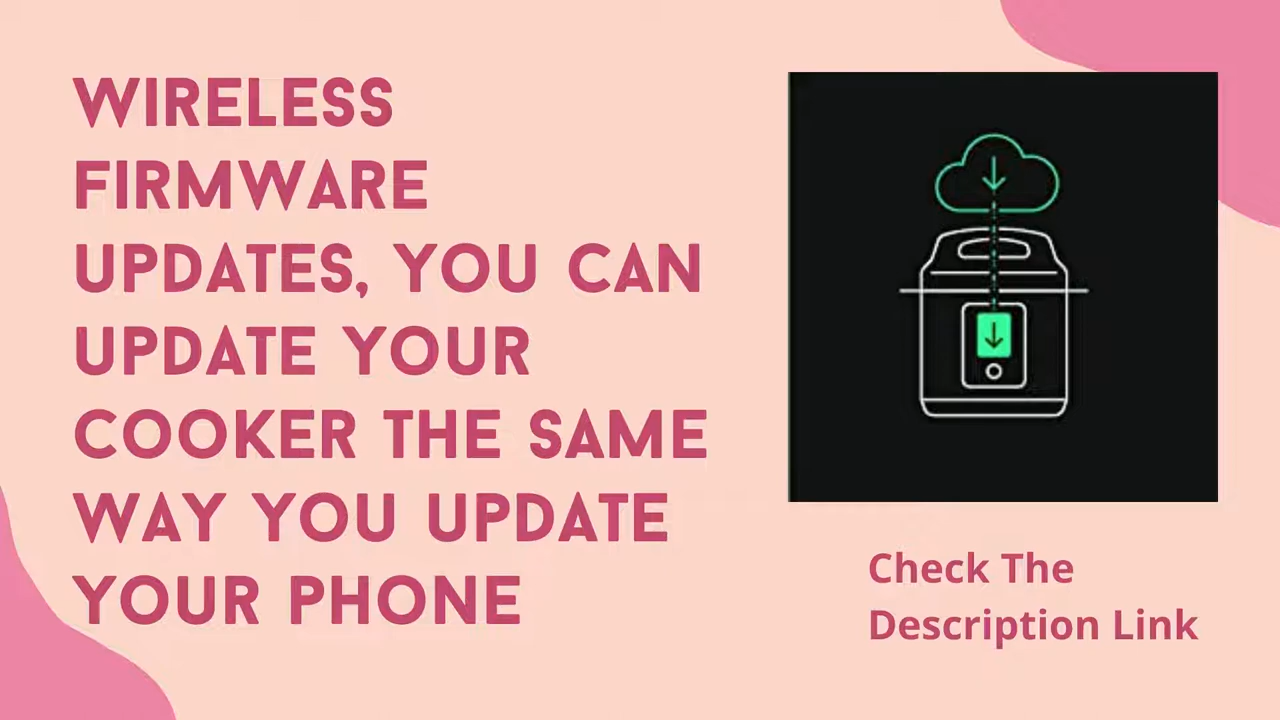 WIRELESS
FIRMWARE
UPDATES, YOU CAN
UPDATE YOUR
COOKER THE SAME
WAY YOU UPDATE
YOUR PHONE
Check The
Description Link